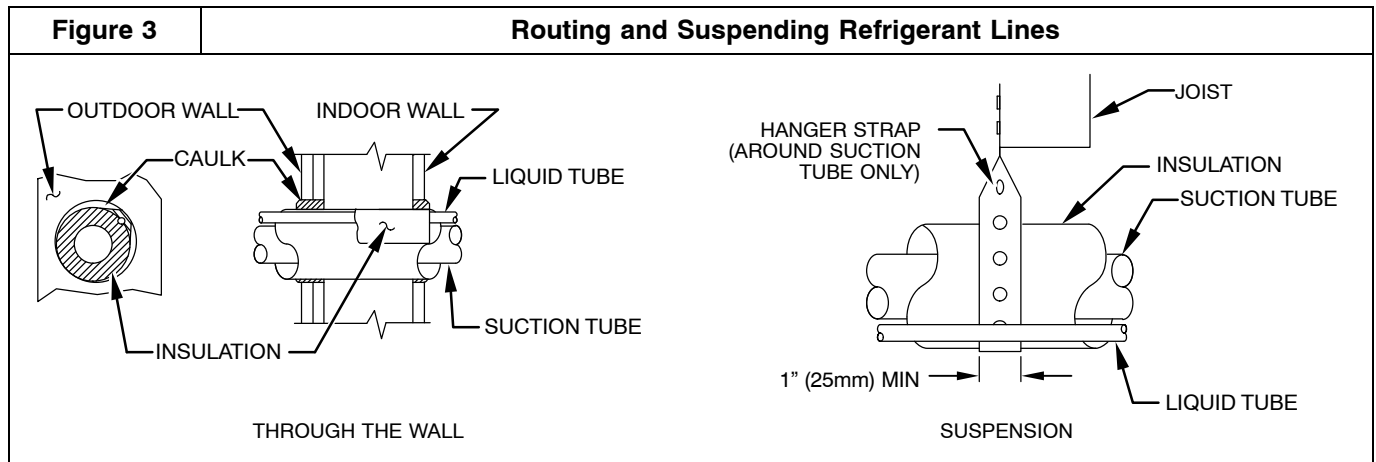 Figure 3
Routing and Suspending Refrigerant Lines
OUTDOOR WALL
INDOOR WALL
CAULK
LIQUID TUBE
SUCTION TUBE
INSULATION
THROUGH THE WALL
JOIST
HANGER STRAP
(AROUND SUCTION
TUBE ONLY)
INSULATION
SUCTION TUBE
1” (25mm) MIN
LIQUID TUBE
SUSPENSION